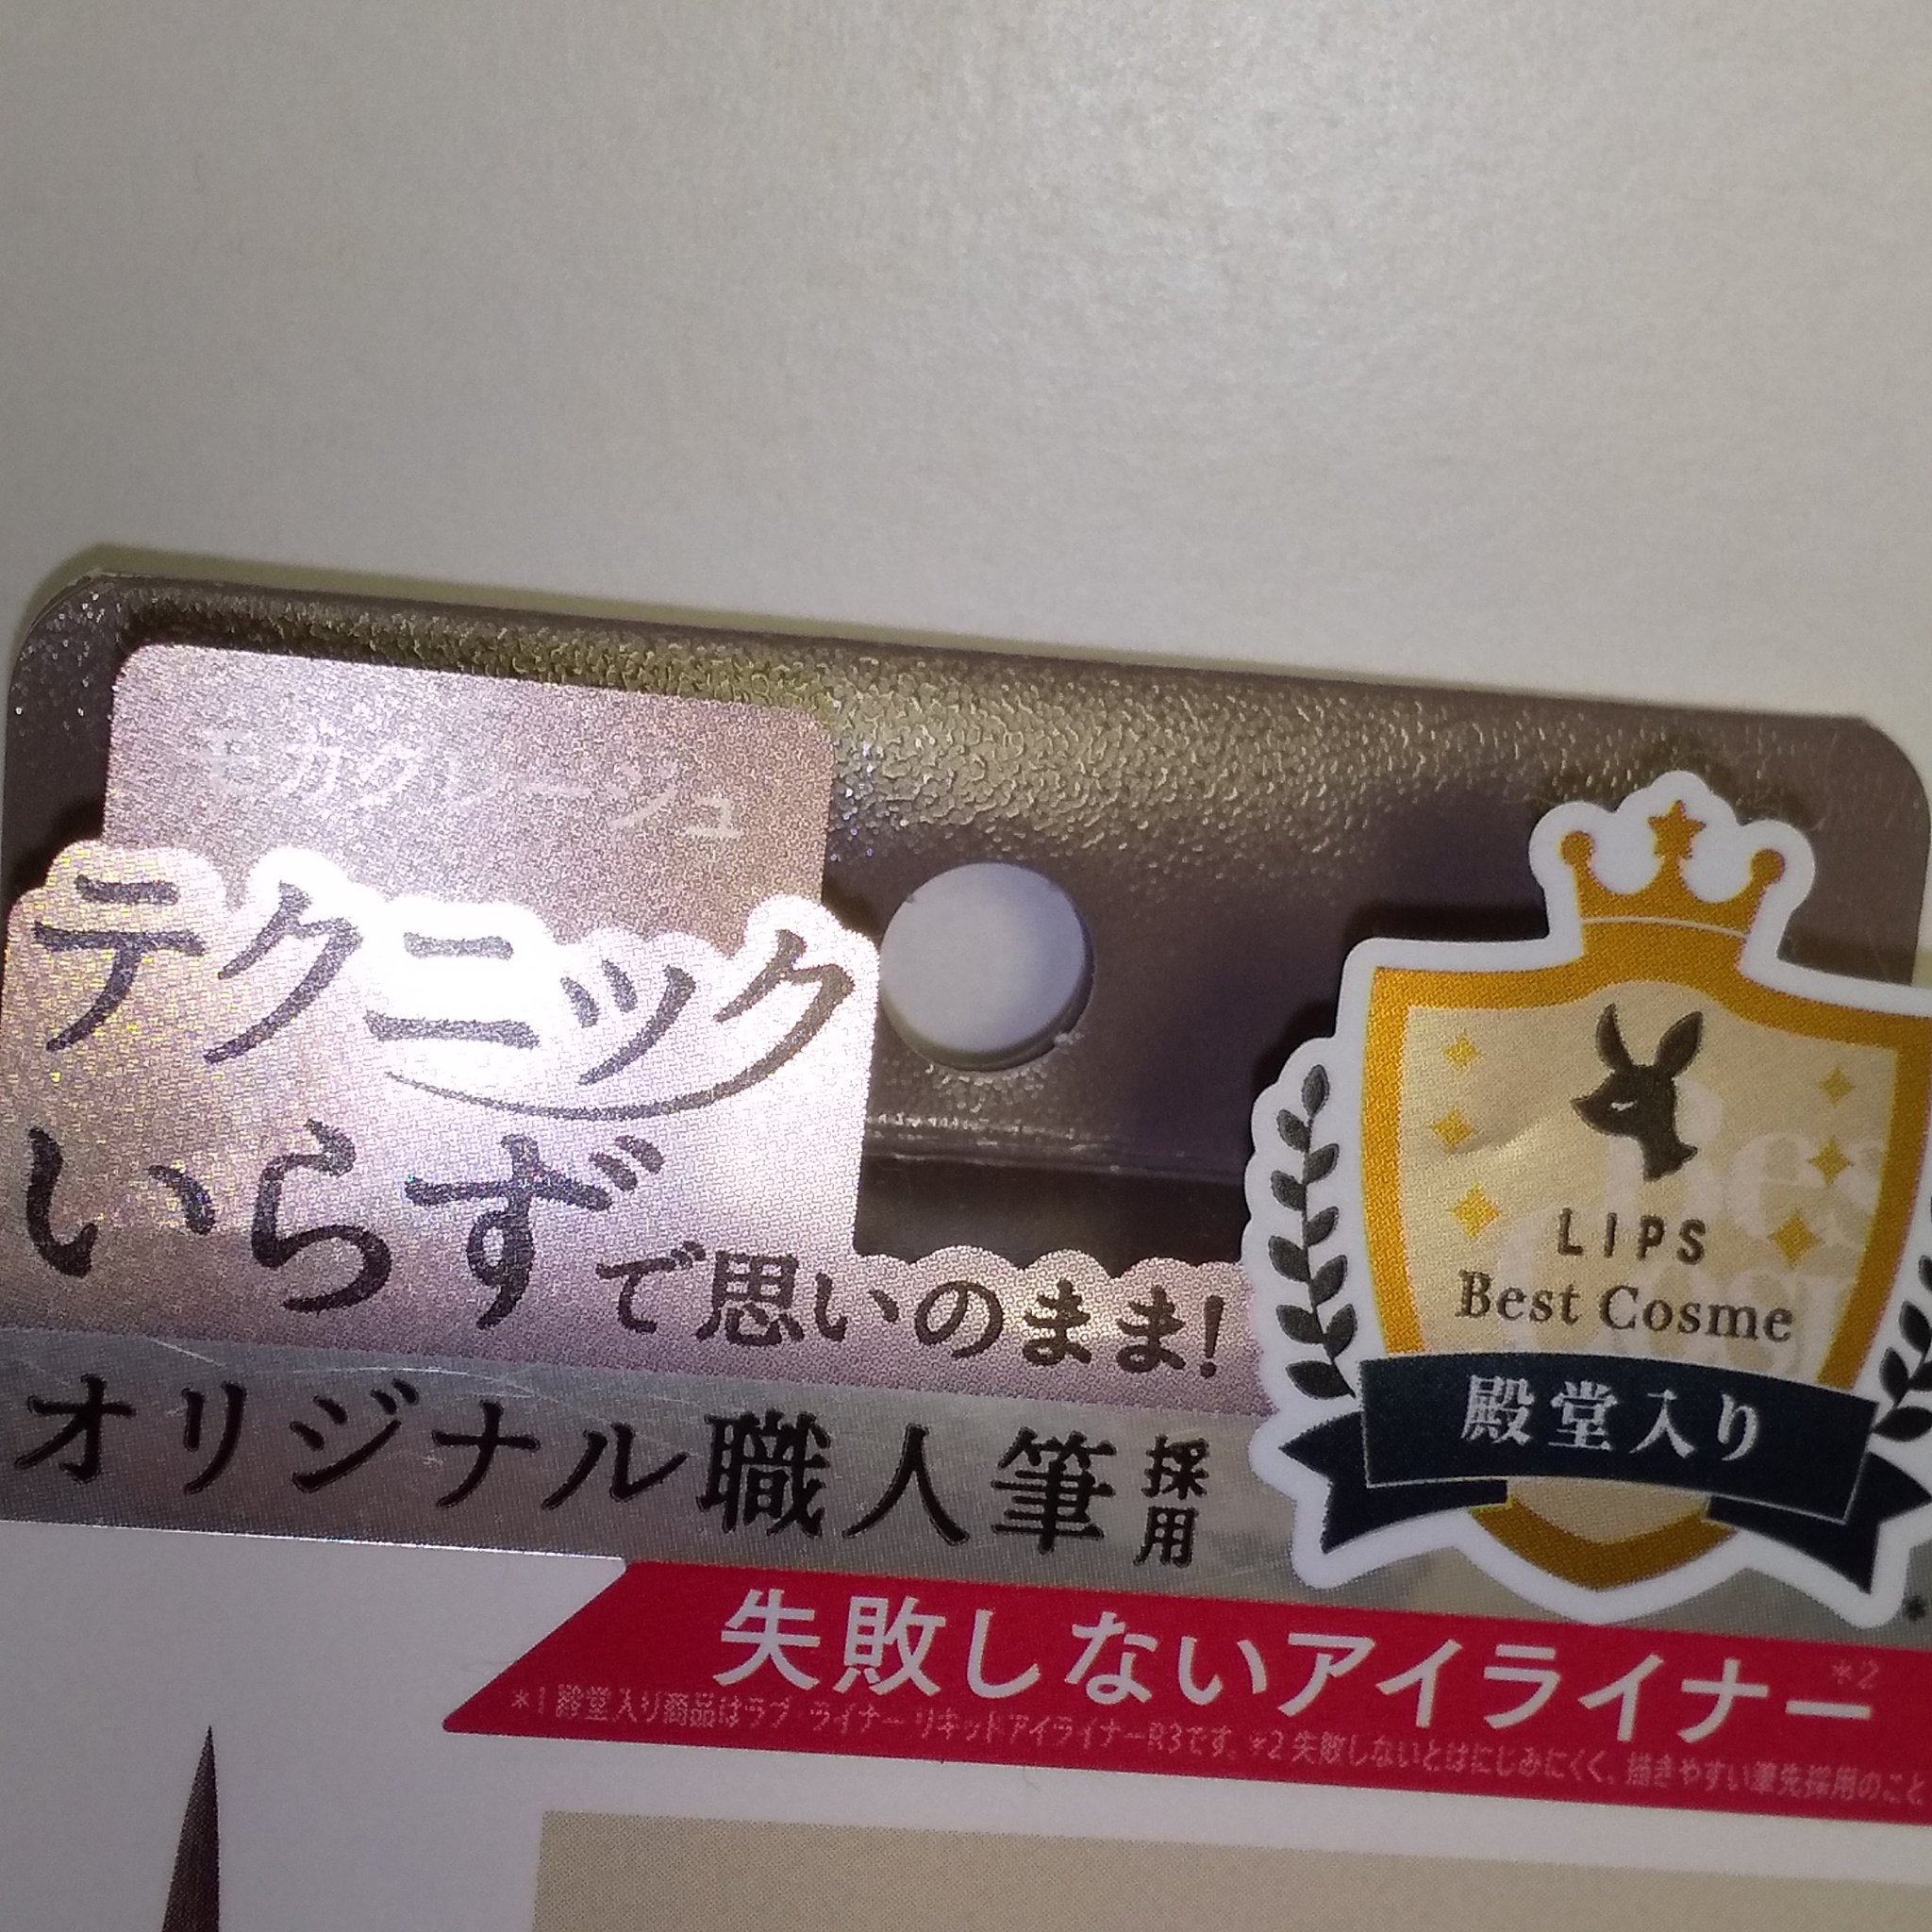 モカグレージュ
テクニック
いらずで思いのまま!
オリジナル職人筆採用
LIPS
Best Cosme
殿堂入り
失敗しないアイライナー*2
*1 殿堂入り商品はラブ・ライナー リキッドアイライナーR3です。 *2 失敗しないとはにじみにくく、描きやすい筆先採用のこと